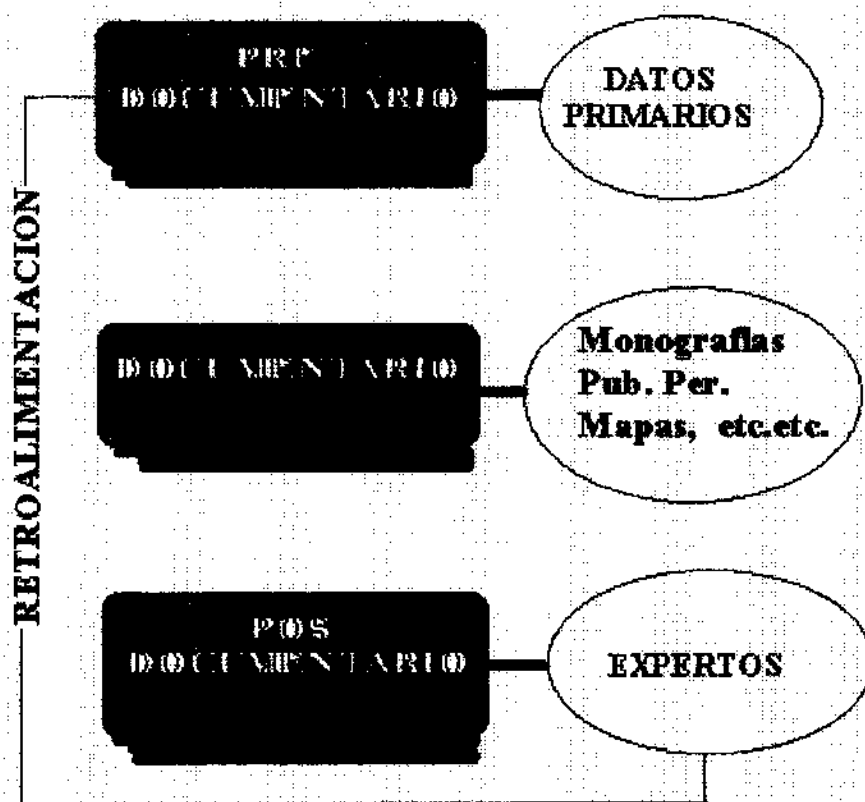 PRE
DOCUMENTARIO
DATOS
PRIMARIOS
RETROALIMENTACION
DOCUMENTARIO
Monografias
Pub. Per.
Mapas, etc.etc.
POS
DOCUMENTARIO
EXPERTOS